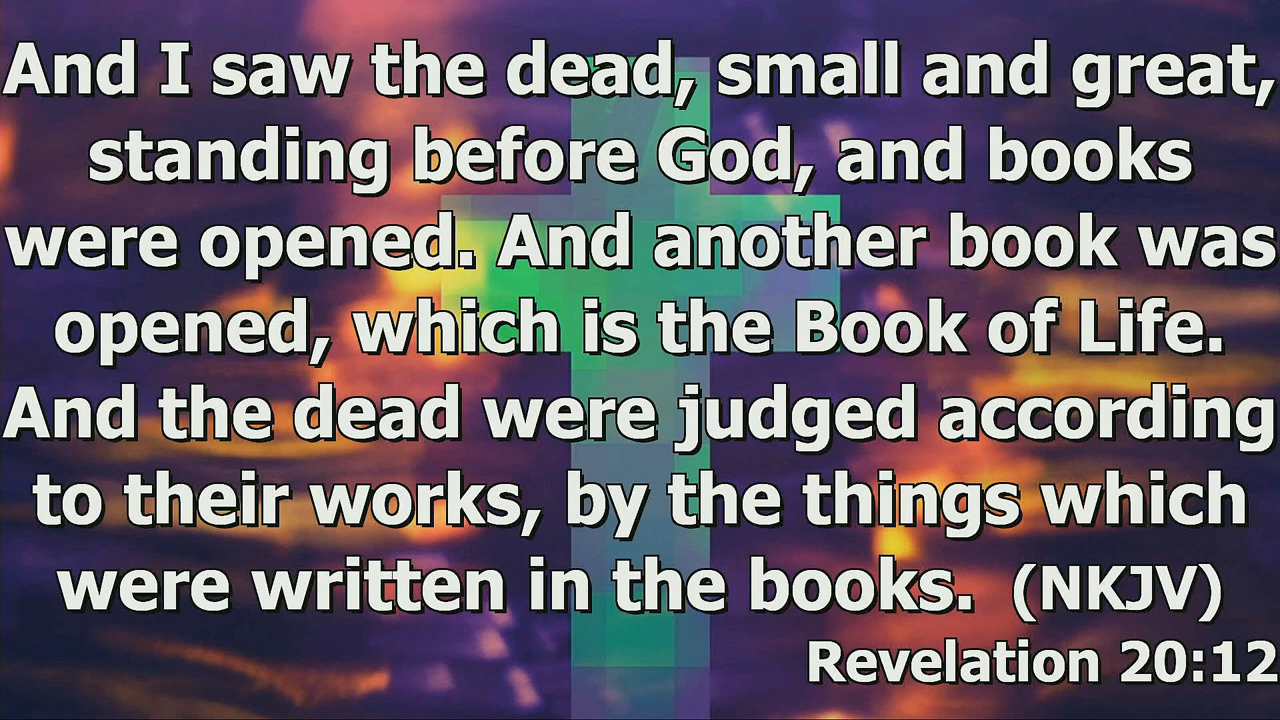 And I saw the dead, small and great,
standing before God, and books
were opened. And another book was
opened, which is the Book of Life.
And the dead were judged according
to their works, by the things which
were written in the books.  (NKJV)
Revelation 20:12